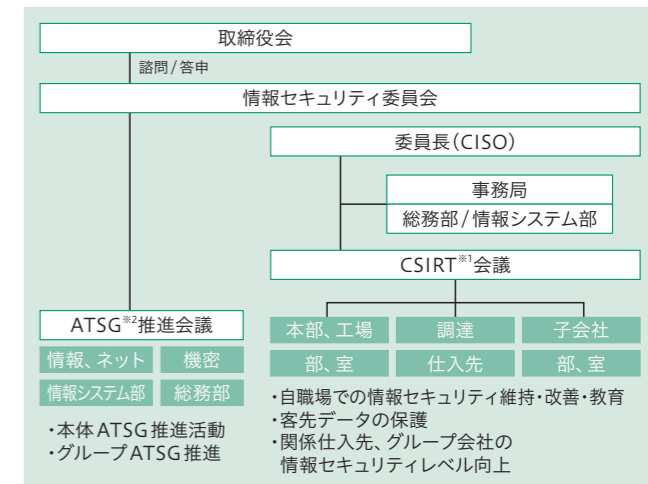 取締役会
諮問/答申
情報セキュリティ委員会
委員長(CISO)
事務局
総務部/情報システム部
CSIRT※1会議
ATSG※2推進会議
情報、ネット 機密
情報システム部 総務部
・本体ATSG推進活動
・グループATSG推進
本部、工場 調達 子会社
部、室 仕入先 部、室
・自職場での情報セキュリティ維持・改善・教育
・客先データの保護
・関係仕入先、グループ会社の
情報セキュリティレベル向上